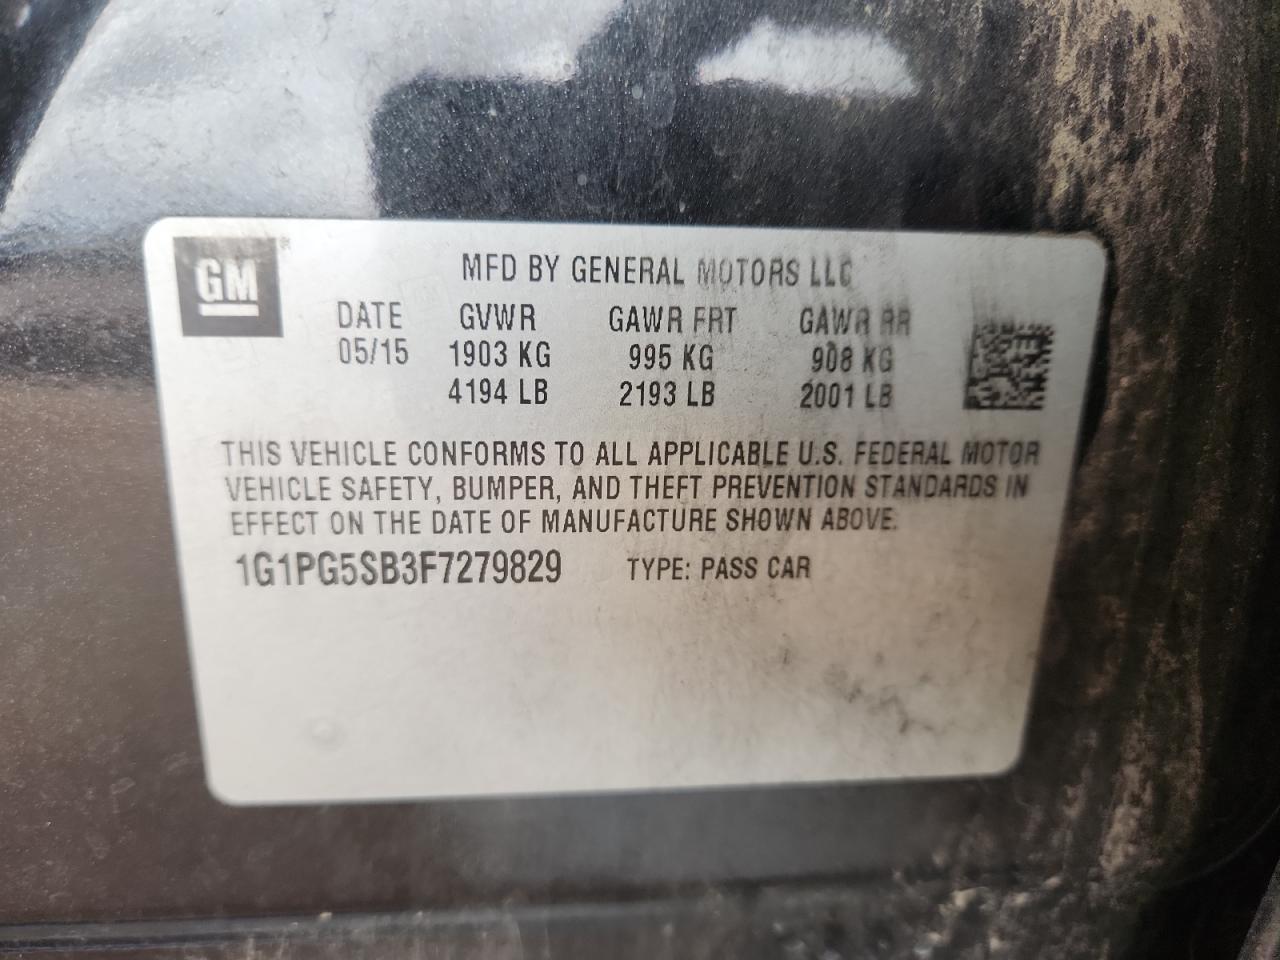 GM
MFD BY GENERAL MOTORS LLC
DATE GVWR GAWR FRT GAWR RR
05/15 1903 KG 995 KG 908 KG
4194 LB 2193 LB 2001 LB
THIS VEHICLE CONFORMS TO ALL APPLICABLE U.S. FEDERAL MOTOR
VEHICLE SAFETY, BUMPER, AND THEFT PREVENTION STANDARDS IN
EFFECT ON THE DATE OF MANUFACTURE SHOWN ABOVE.
1G1PG5SB3F7279829 TYPE: PASS CAR